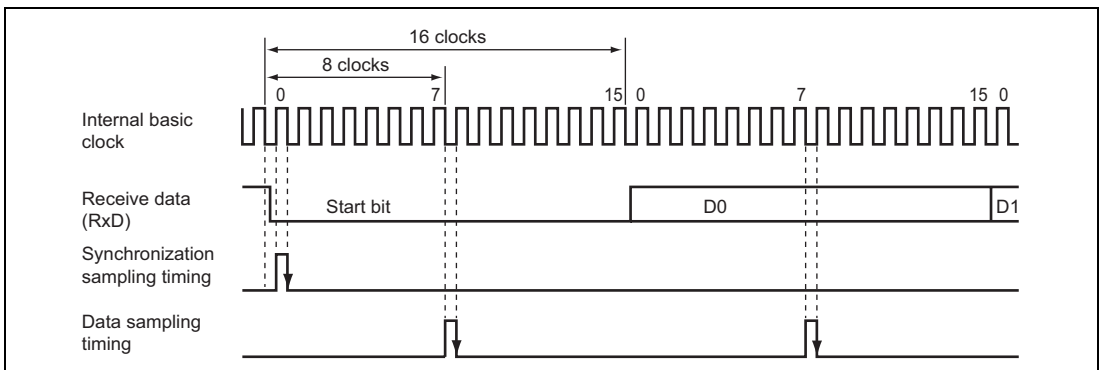 16 clocks
8 clocks
0 7 15 0 7 15 0
Internal basic
clock
Receive data
(RxD)
Start bit D0 D1
Synchronization
sampling timing
Data sampling
timing